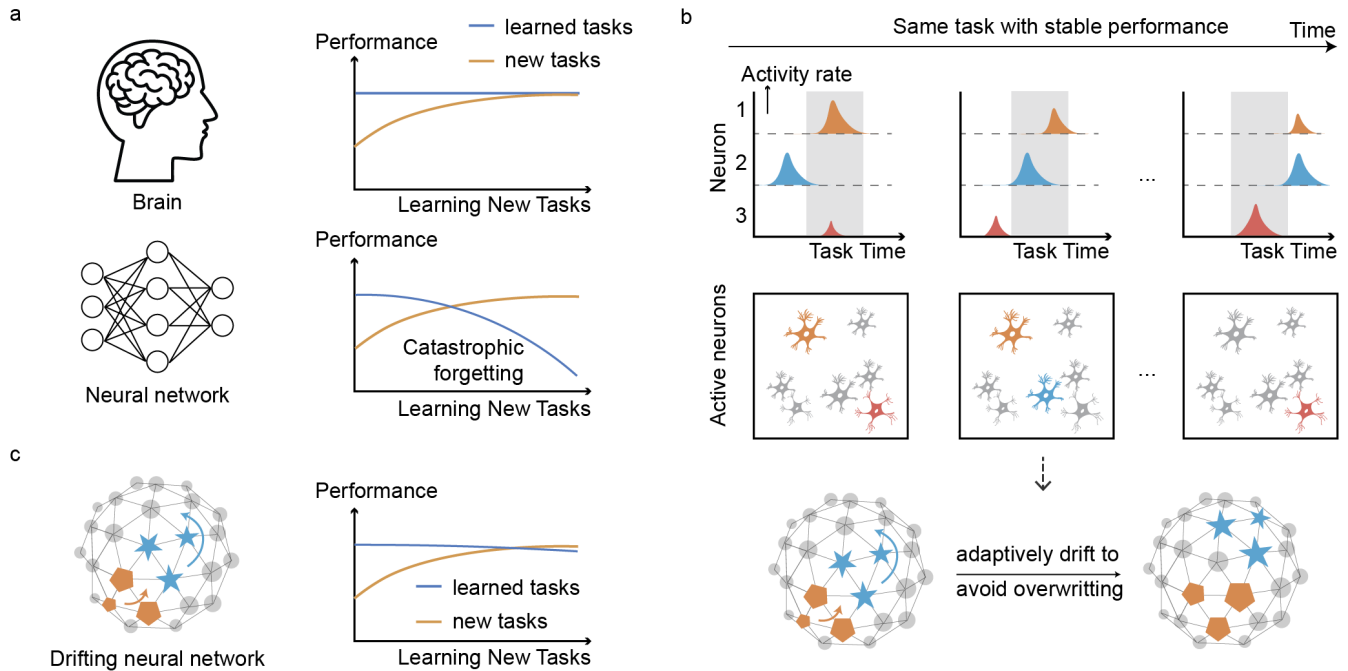 a
Performance
learned tasks
new tasks
Brain
Learning New Tasks
Performance
Catastrophic
forgetting
Neural network
Learning New Tasks
b
Same task with stable performance
Time
Activity rate
Neuron
1
2
3
...
Task Time
Task Time
Task Time
Active neurons
...
adaptively drift to
avoid overwritting
c
Performance
learned tasks
new tasks
Drifting neural network
Learning New Tasks